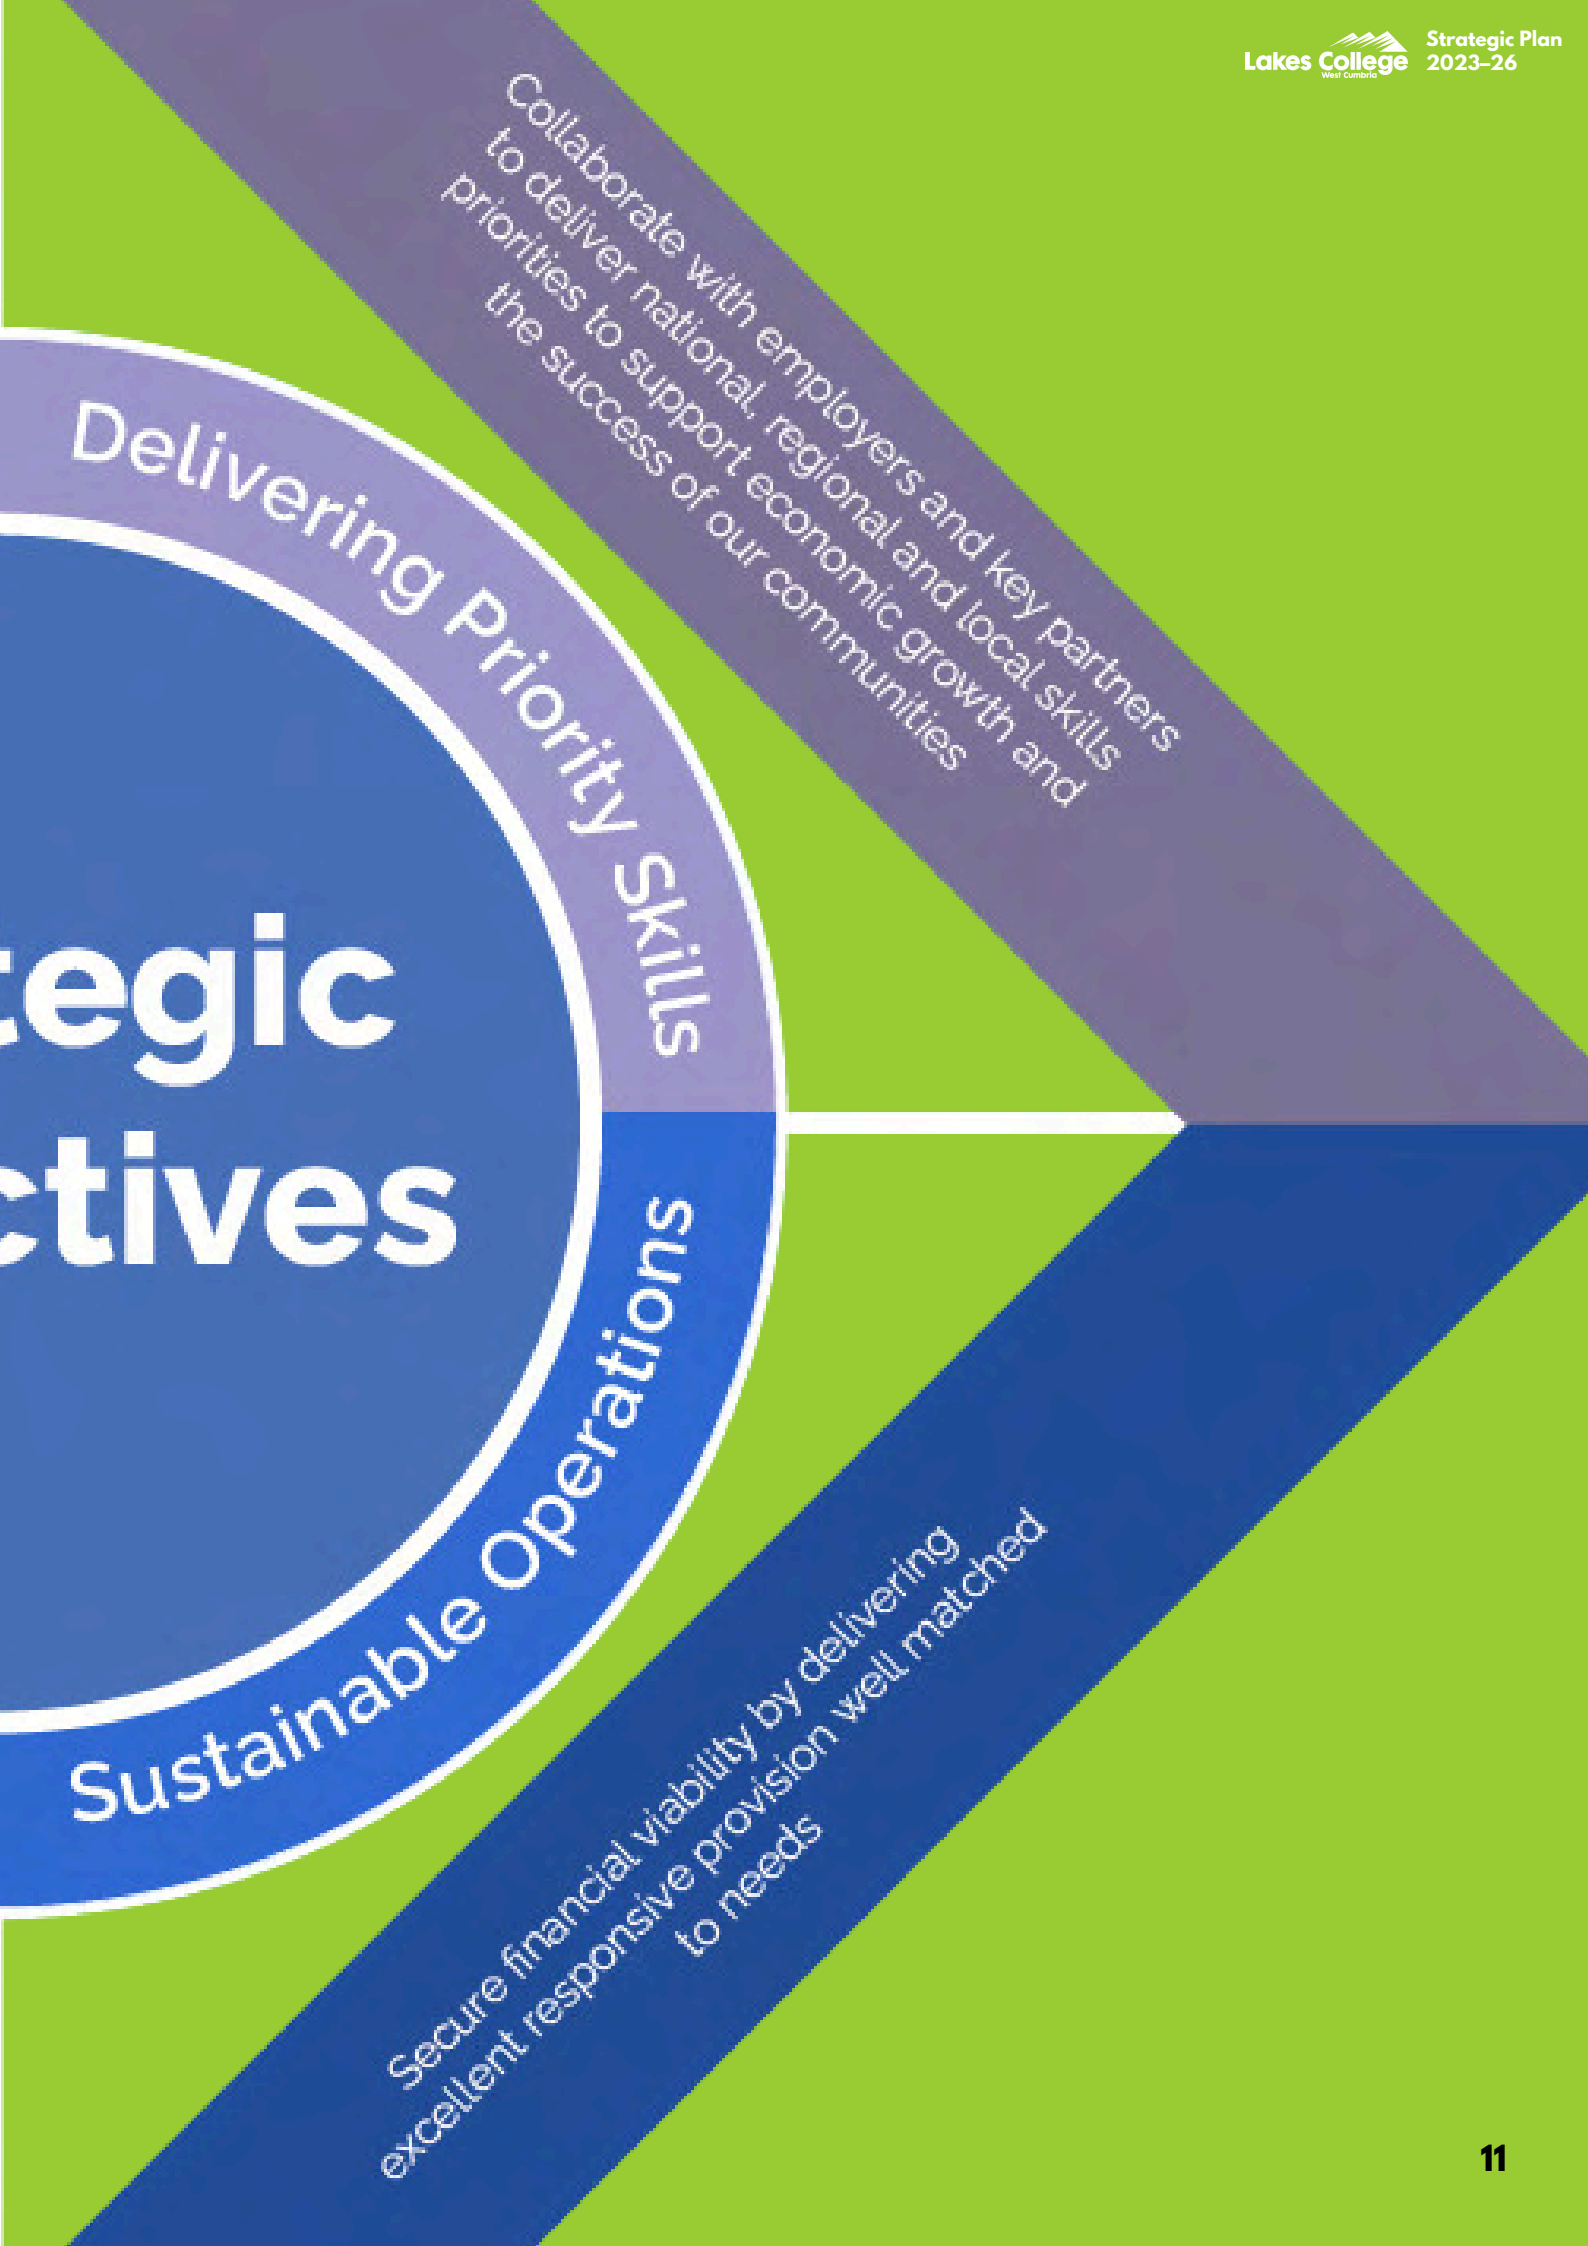 Lakes College
West Cumbria
Strategic Plan
2023–26
Collaborate with employers and key partners
to deliver national, regional and local skills
priorities to support economic growth and
the success of our communities
Delivering Priority Skills
tegic
ctives
Sustainable Operations
Secure financial viability by delivering
excellent responsive provision well matched
to needs
11